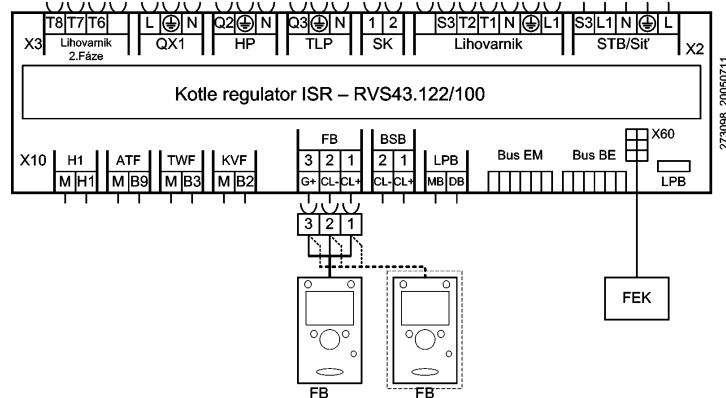 T8 T7 T6 L N Q2 N Q3 N 1 2 S3 T2 T1 N L1 S3 L1 N L
X3 Lihovarnik QX1 HP TLP SK Lihovarnik STB/Siť X2
2.Fáze
Kotle regulator ISR – RVS43.122/100
273098_20050711
FB BSB X60
X10 H1 ATF TWF KVF 3 2 1 2 1 LPB Bus EM Bus BE
M H1 M B9 M B3 M B2 G+ CL- CL+ CL- CL+ MB DB LPB
3 2 1
FEK
FB FB